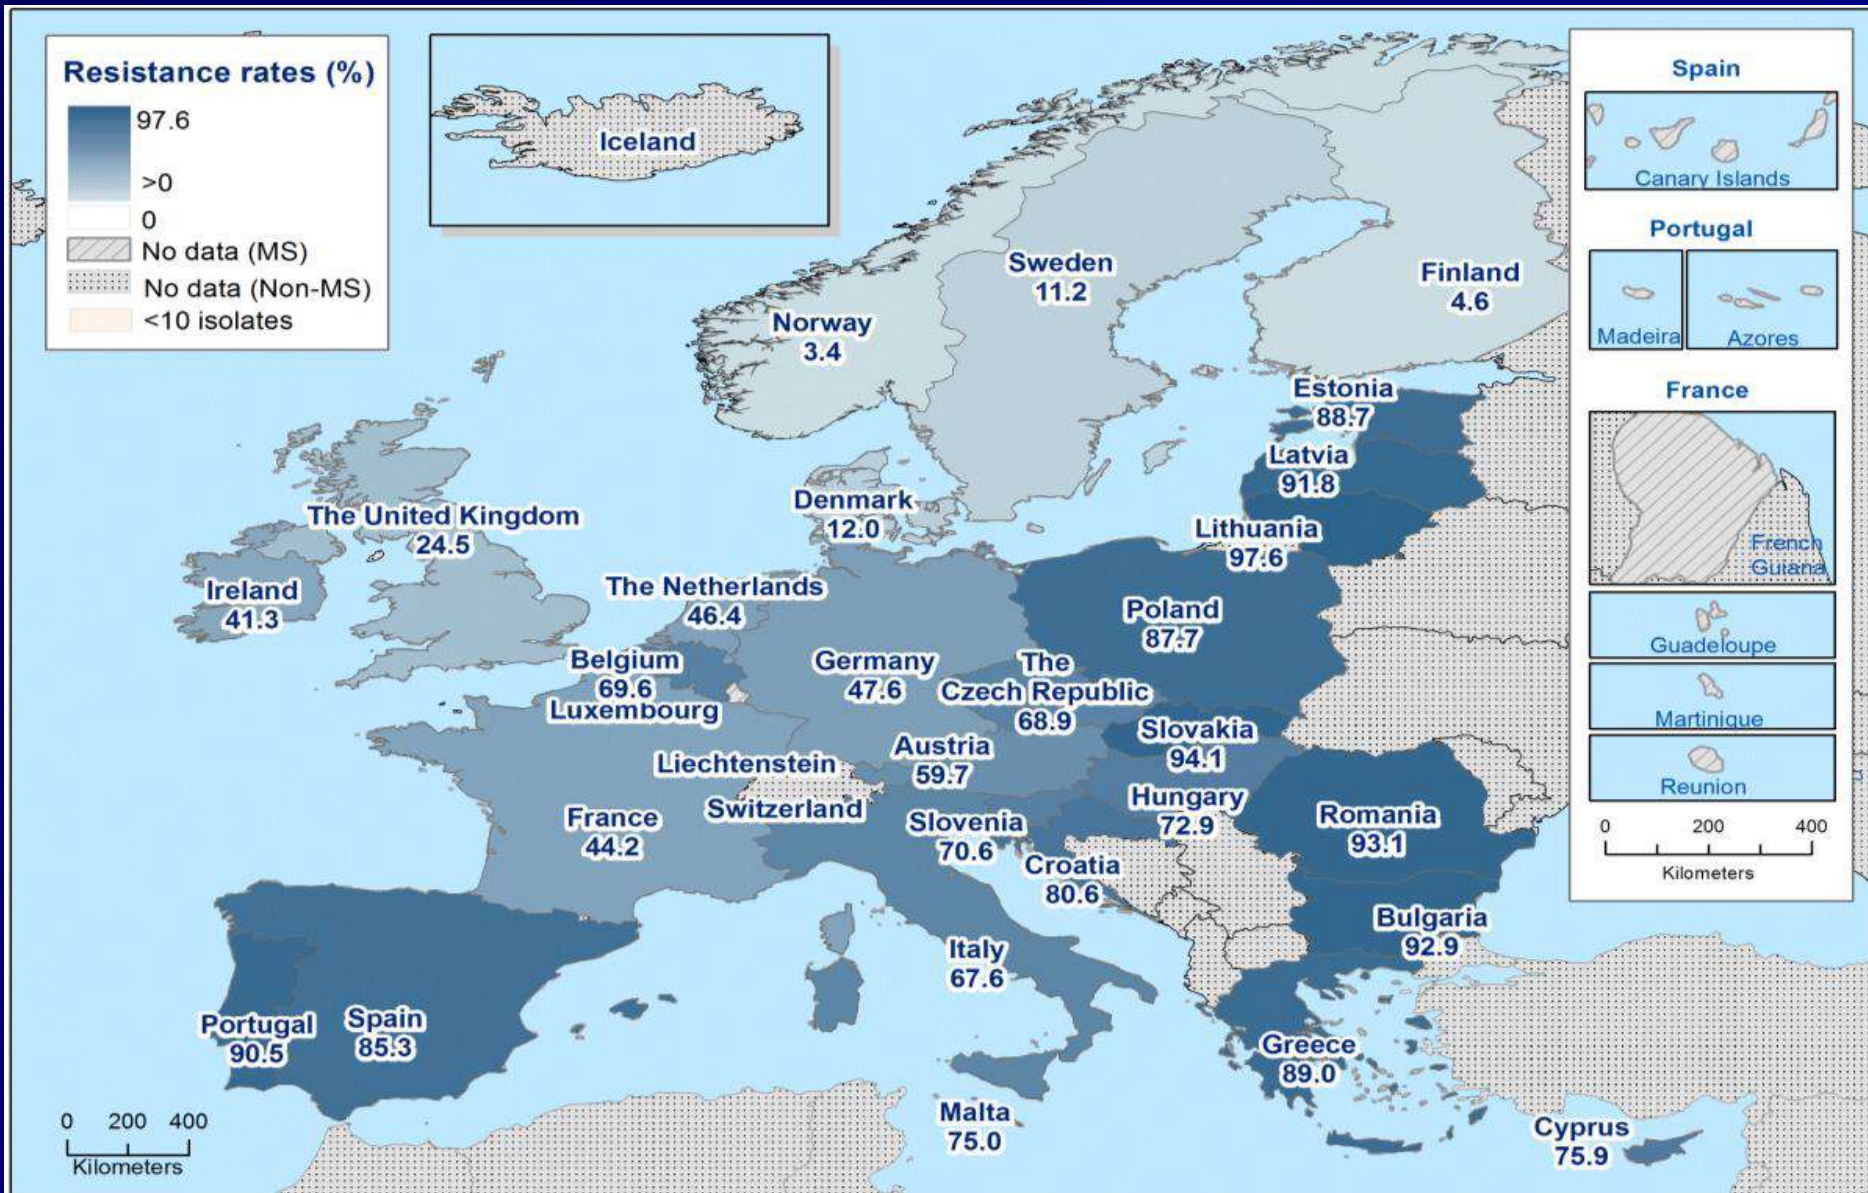 Resistance rates (%)
97.6
>0
0
No data (MS)
No data (Non-MS)
<10 isolates
Iceland
Norway
3.4
Sweden
11.2
Finland
4.6
Estonia
88.7
Latvia
91.8
Lithuania
97.6
Denmark
12.0
The United Kingdom
24.5
Ireland
41.3
The Netherlands
46.4
Belgium
69.6
Luxembourg
Germany
47.6
The
Czech Republic
68.9
Poland
87.7
Slovakia
94.1
Austria
59.7
Liechtenstein
Switzerland
France
44.2
Hungary
72.9
Slovenia
70.6
Croatia
80.6
Romania
93.1
Bulgaria
92.9
Italy
67.6
Portugal
90.5
Spain
85.3
Greece
89.0
Malta
75.0
Cyprus
75.9
0 200 400
Kilometers
Spain
Canary Islands
Portugal
Madeira
Azores
France
French
Guiana
Guadeloupe
Martinique
Reunion
0 200 400
Kilometers